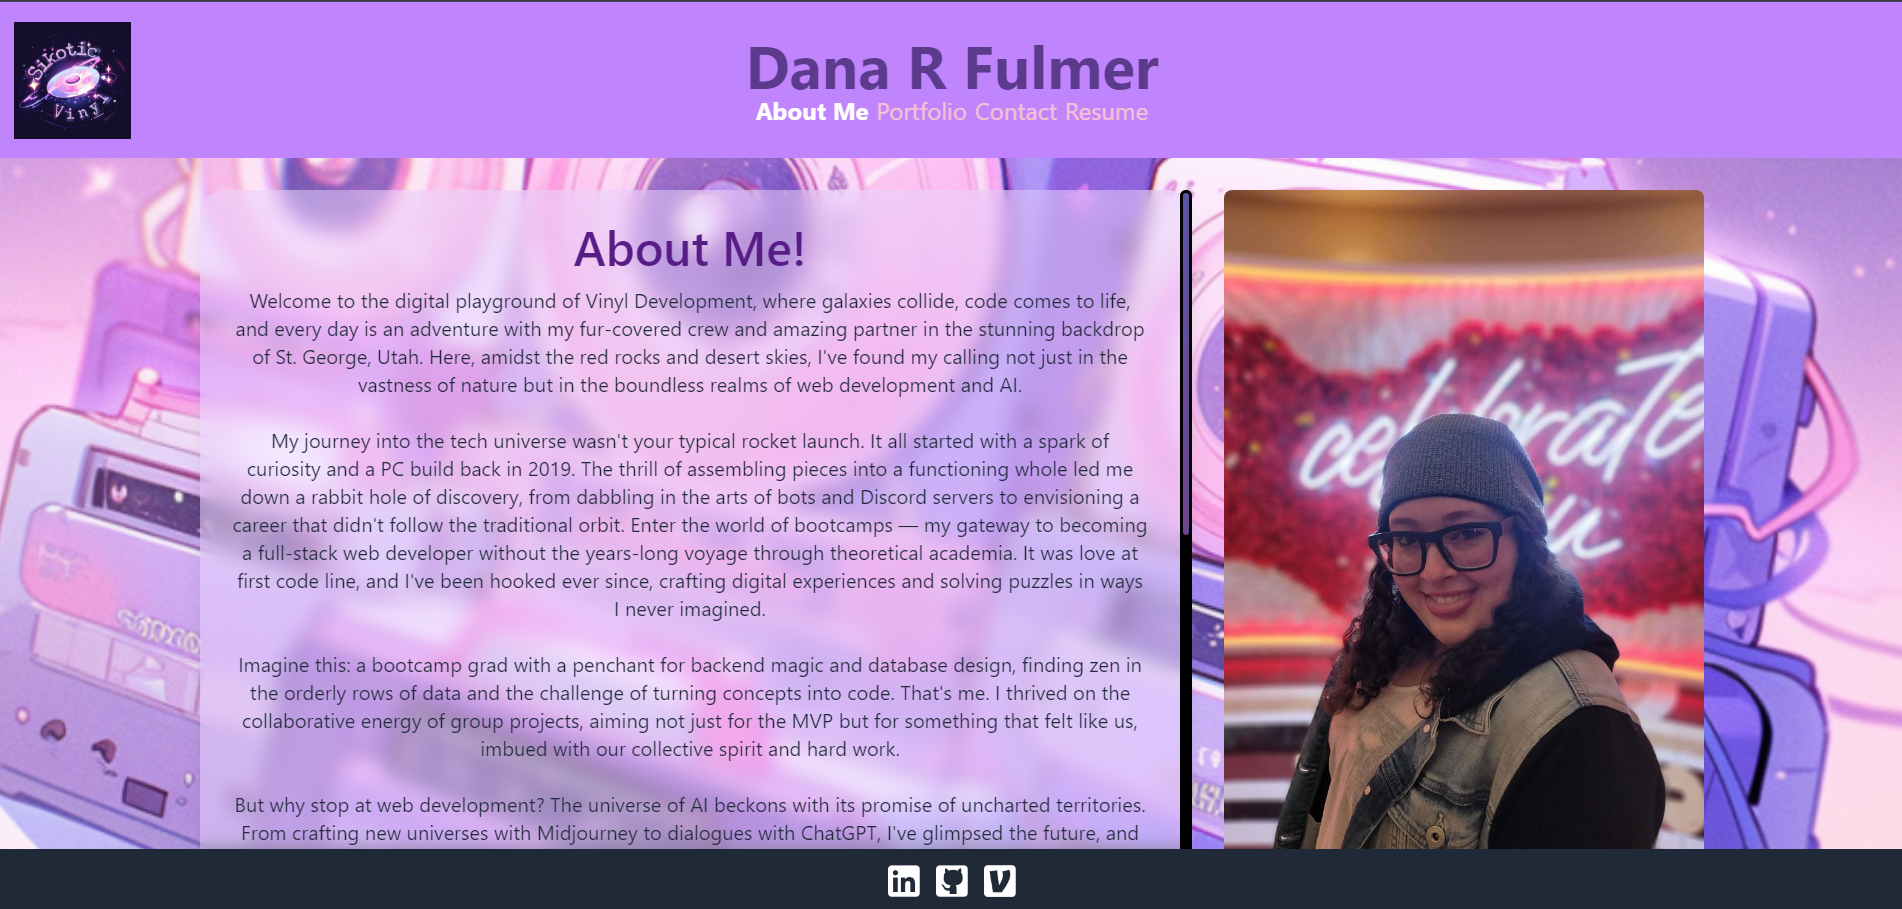 Sikotic
Vinyl.
Dana R Fulmer
About Me Portfolio Contact Resume
About Me!
Welcome to the digital playground of Vinyl Development, where galaxies collide, code comes to life,
and every day is an adventure with my fur-covered crew and amazing partner in the stunning backdrop
of St. George, Utah. Here, amidst the red rocks and desert skies, I've found my calling not just in the
vastness of nature but in the boundless realms of web development and AI.
My journey into the tech universe wasn't your typical rocket launch. It all started with a spark of
curiosity and a PC build back in 2019. The thrill of assembling pieces into a functioning whole led me
down a rabbit hole of discovery, from dabbling in the arts of bots and Discord servers to envisioning a
career that didn't follow the traditional orbit. Enter the world of bootcamps — my gateway to becoming
a full-stack web developer without the years-long voyage through theoretical academia. It was love at
first code line, and I've been hooked ever since, crafting digital experiences and solving puzzles in ways
I never imagined.
Imagine this: a bootcamp grad with a penchant for backend magic and database design, finding zen in
the orderly rows of data and the challenge of turning concepts into code. That's me. I thrived on the
collaborative energy of group projects, aiming not just for the MVP but for something that felt like us,
imbued with our collective spirit and hard work.
But why stop at web development? The universe of AI beckons with its promise of uncharted territories.
From crafting new universes with Midjourney to dialogues with ChatGPT, I've glimpsed the future, and
celebrate
in